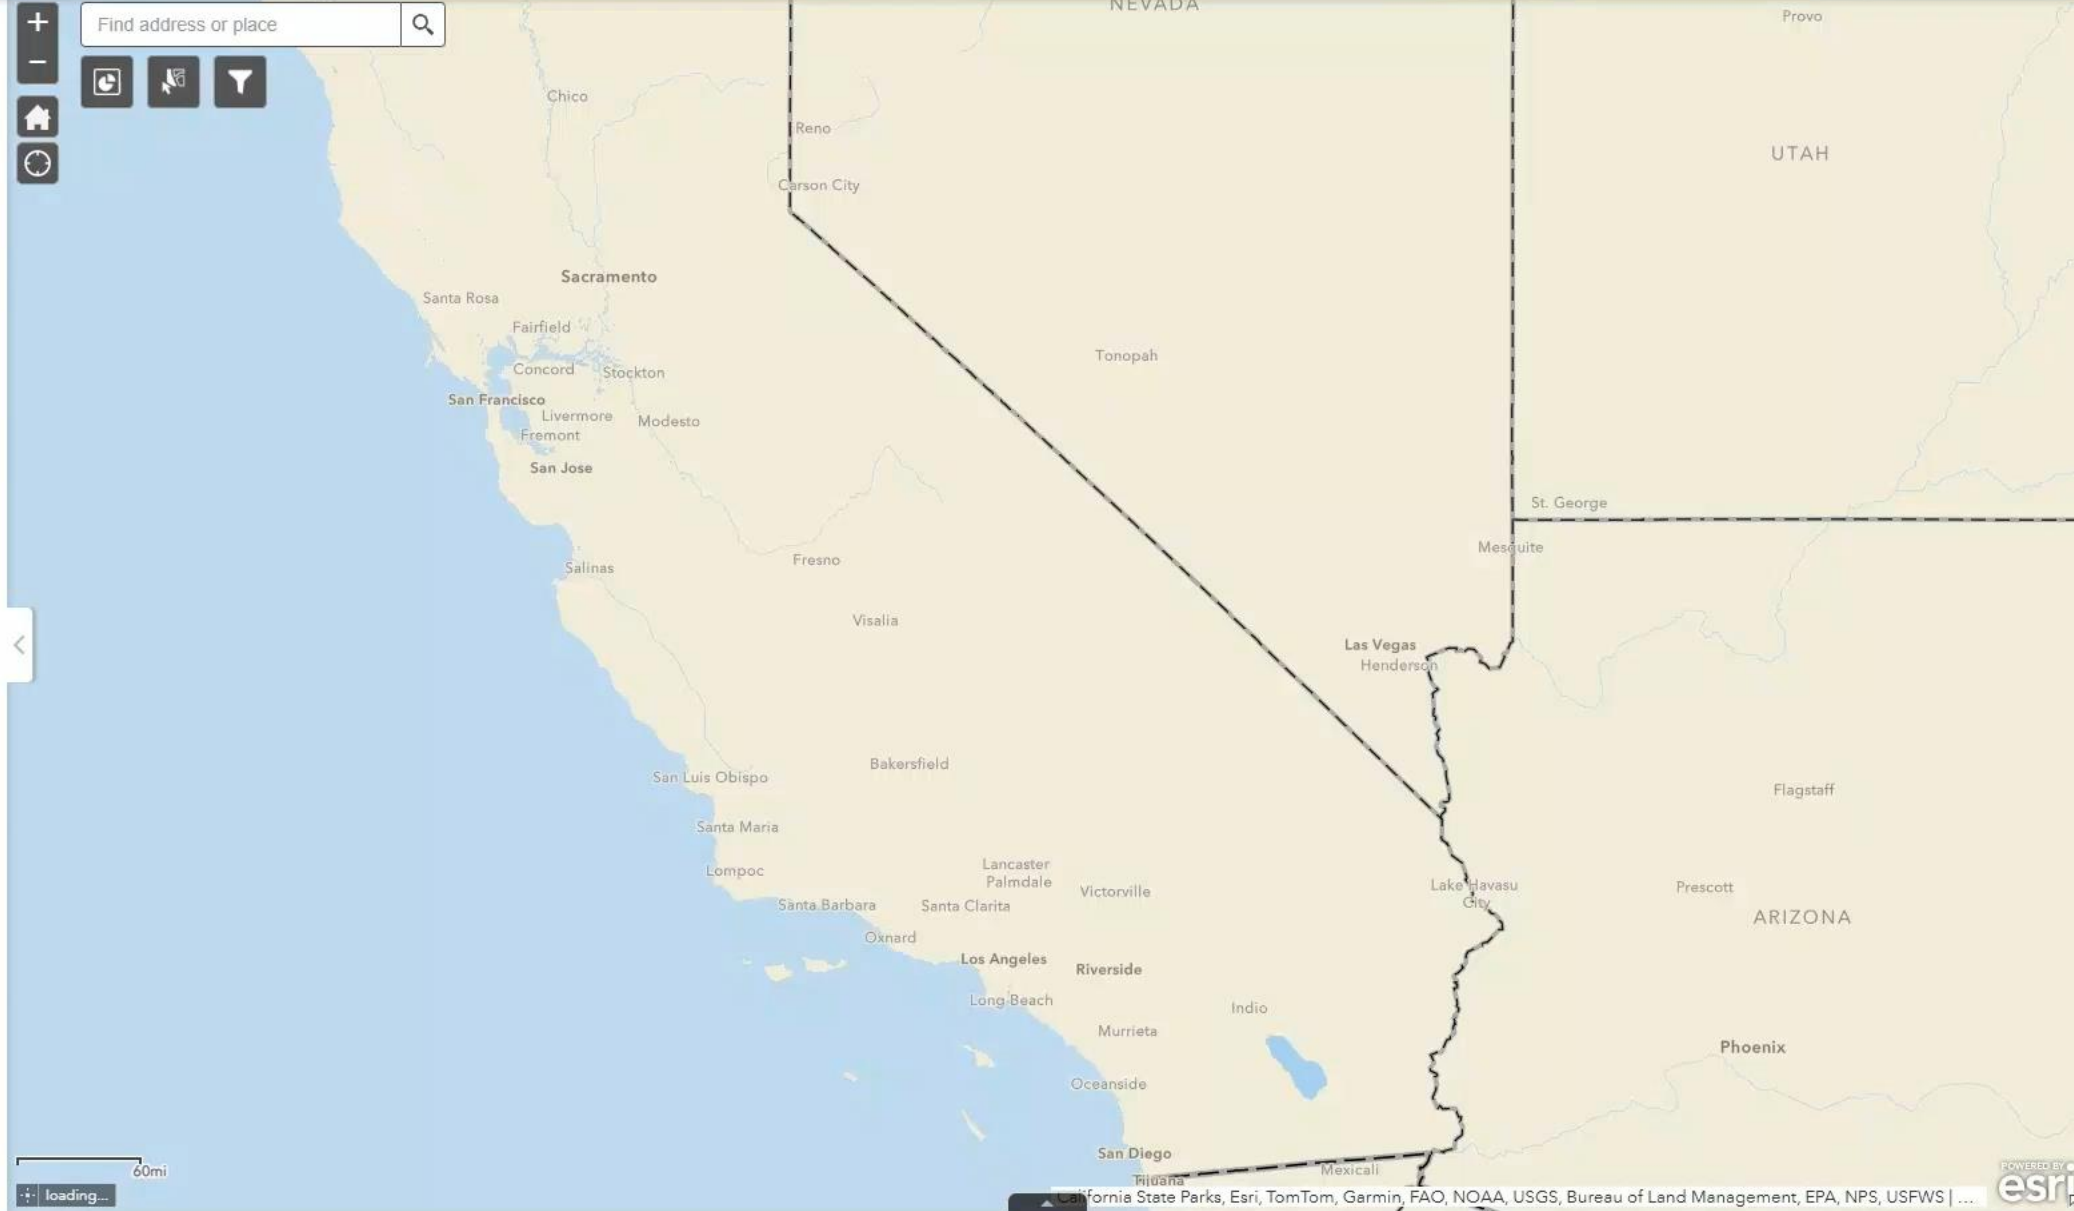 +
NEVADA
Provo
Find address or place
−
Chico
Reno
UTAH
Carson City
Sacramento
Santa Rosa
Fairfield
Tonopah
Concord
Stockton
San Francisco
Livermore
Modesto
Fremont
San Jose
St. George
Mesquite
Fresno
Salinas
Visalia
Las Vegas
Henderson
Bakersfield
San Luis Obispo
Flagstaff
Santa Maria
Lancaster
Palmdale
Lompoc
Victorville
Lake Havasu
City
Prescott
Santa Barbara
Santa Clarita
ARIZONA
Oxnard
Los Angeles
Riverside
Long Beach
Indio
Murrieta
Phoenix
Oceanside
San Diego
60mi
Mexicali
Tijuana
POWERED BY
esri
loading...
California State Parks, Esri, TomTom, Garmin, FAO, NOAA, USGS, Bureau of Land Management, EPA, NPS, USFWS | ...